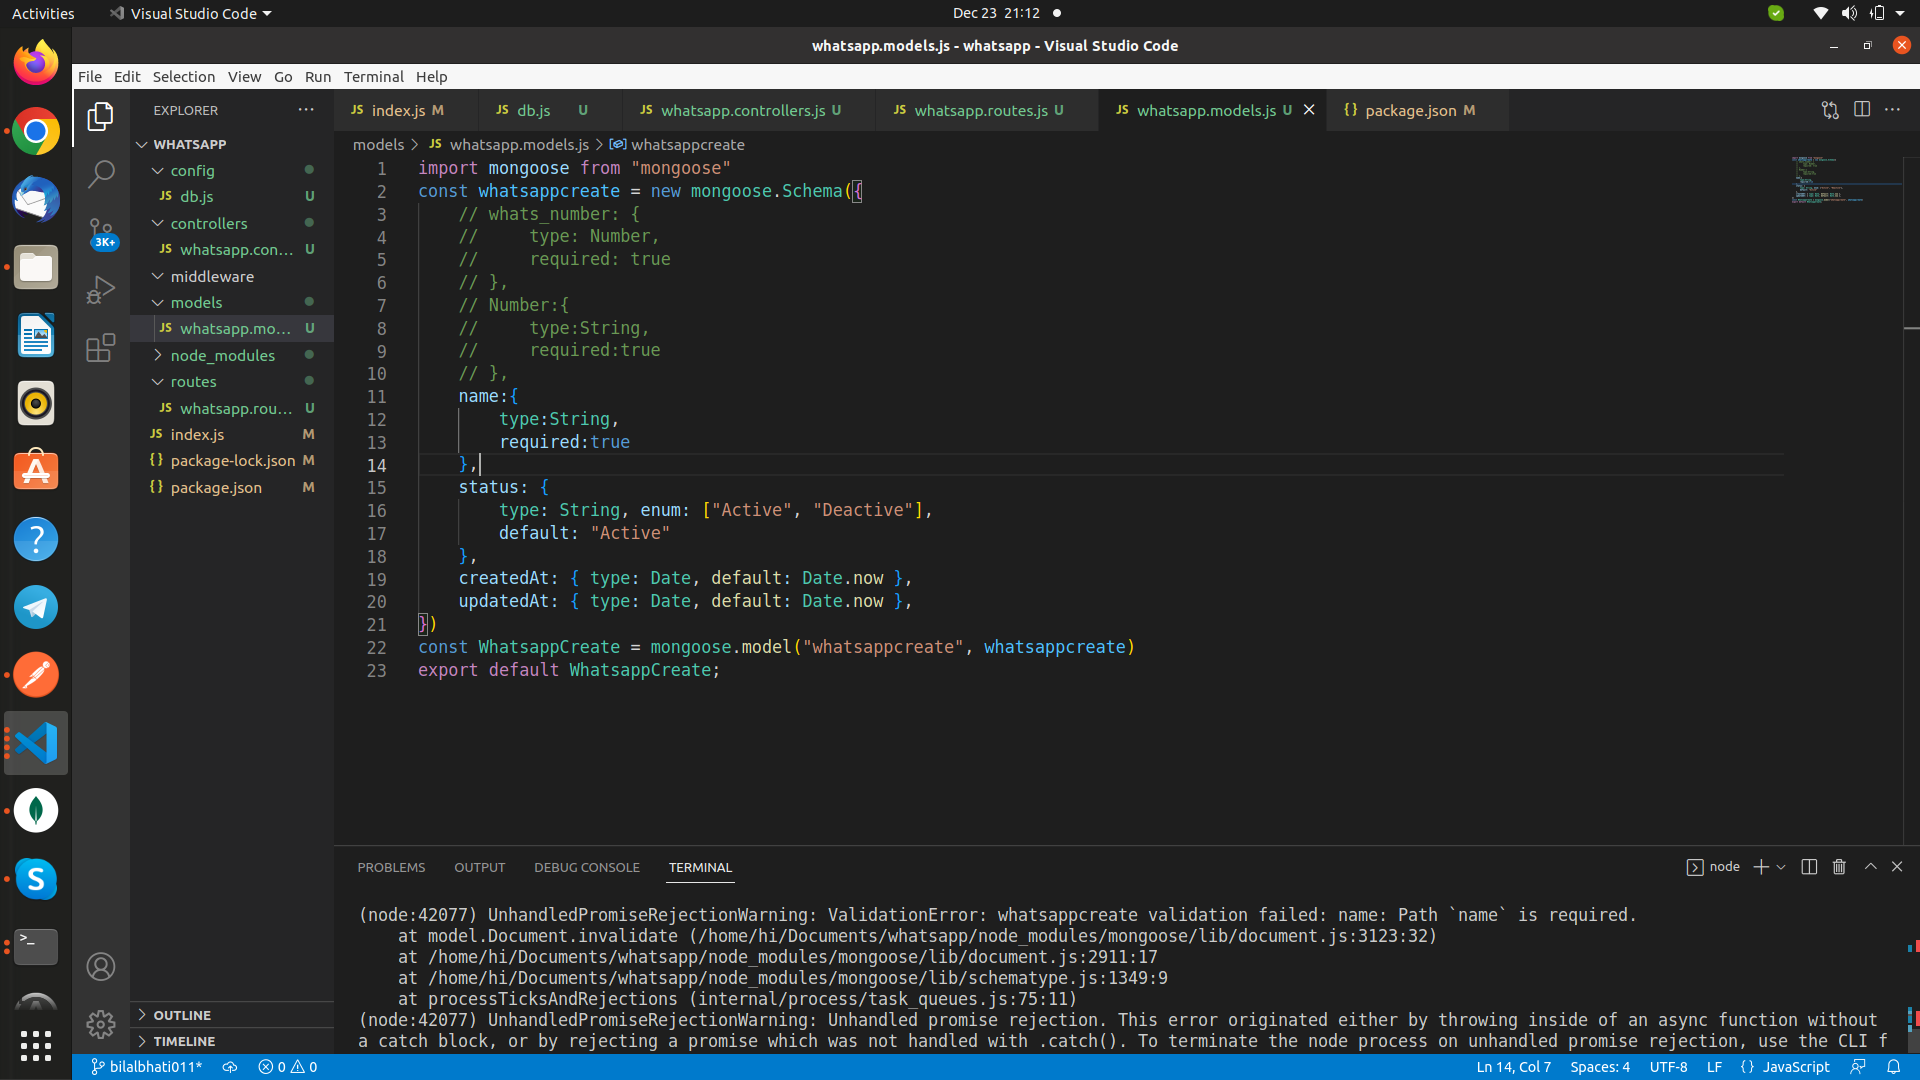 Activities
Visual Studio Code
Dec 23 21:12
whatsapp.models.js - whatsapp - Visual Studio Code
File Edit Selection View Go Run Terminal Help
EXPLORER
WHATSAPP
config
JS db.js U
controllers
JS whatsapp.con... U
middleware
models
JS whatsapp.mo... U
node_modules
routes
JS whatsapp.rou... U
JS index.js M
{} package-lock.json M
{} package.json M
OUTLINE
TIMELINE
3K+
JS index.js M
JS db.js U
JS whatsapp.controllers.js U
JS whatsapp.routes.js U
JS whatsapp.models.js U
{} package.json M
models > JS whatsapp.models.js > whatsappcreate
1 import mongoose from "mongoose"
2 const whatsappcreate = new mongoose.Schema({
3 // whats_number: {
4 // type: Number,
5 // required: true
6 // },
7 // Number:{
8 // type:String,
9 // required:true
10 // },
11 name:{
12 type:String,
13 required:true
14 },
15 status: {
16 type: String, enum: ["Active", "Deactive"],
17 default: "Active"
18 },
19 createdAt: { type: Date, default: Date.now },
20 updatedAt: { type: Date, default: Date.now },
21 })
22 const WhatsappCreate = mongoose.model("whatsappcreate", whatsappcreate)
23 export default WhatsappCreate;
PROBLEMS OUTPUT DEBUG CONSOLE TERMINAL
node
(node:42077) UnhandledPromiseRejectionWarning: ValidationError: whatsappcreate validation failed: name: Path `name` is required.
at model.Document.invalidate (/home/hi/Documents/whatsapp/node_modules/mongoose/lib/document.js:3123:32)
at /home/hi/Documents/whatsapp/node_modules/mongoose/lib/document.js:2911:17
at /home/hi/Documents/whatsapp/node_modules/mongoose/lib/schematype.js:1349:9
at processTicksAndRejections (internal/process/task_queues.js:75:11)
(node:42077) UnhandledPromiseRejectionWarning: Unhandled promise rejection. This error originated either by throwing inside of an async function without
a catch block, or by rejecting a promise which was not handled with .catch(). To terminate the node process on unhandled promise rejection, use the CLI f
bilalbhati011* 0 0
Ln 14, Col 7 Spaces: 4 UTF-8 LF {} JavaScript